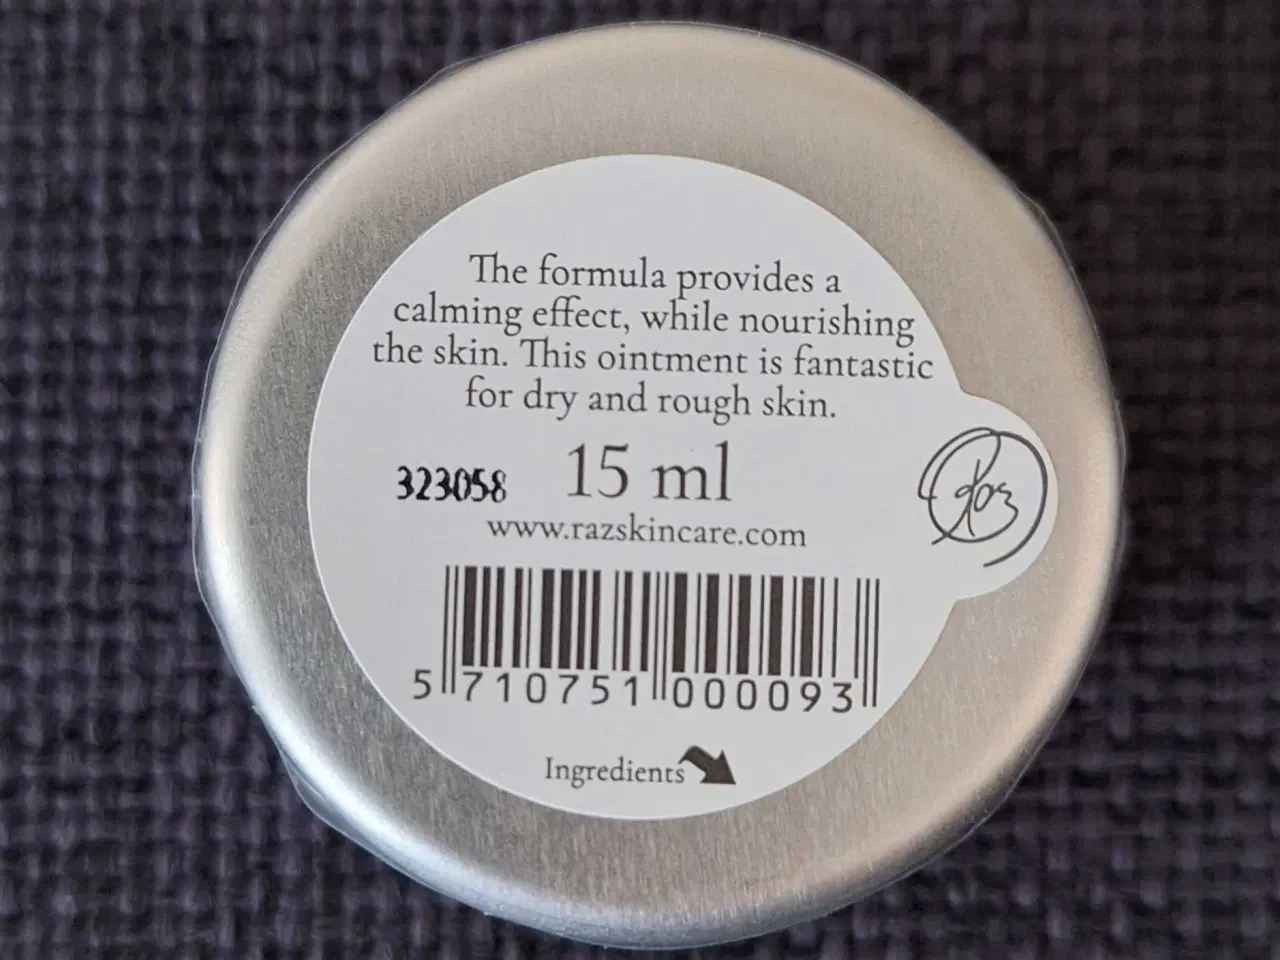 The formula provides a
calming effect, while nourishing
the skin. This ointment is fantastic
for dry and rough skin.
323058 15 ml
www.razskincare.com
Raz
5 710751 000093
Ingredients